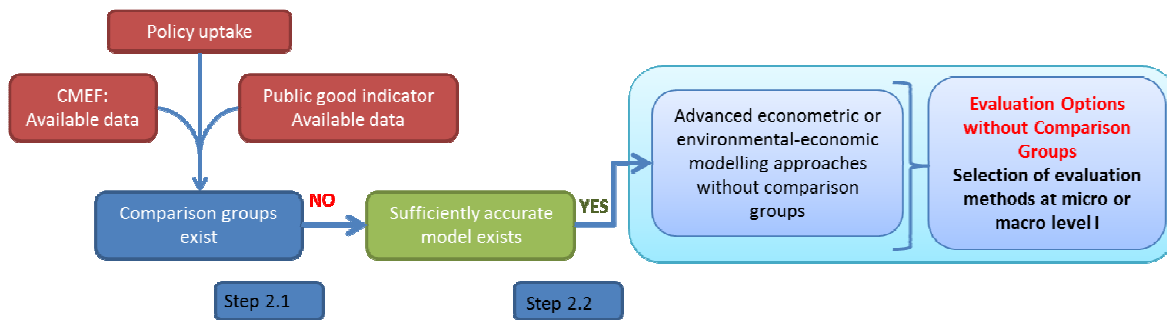 Policy uptake
CMEF:
Available data
Public good indicator
Available data
Comparison groups
exist
NO
Sufficiently accurate
model exists
YES
Advanced econometric or
environmental-economic
modelling approaches
without comparison
groups
Evaluation Options
without Comparison
Groups
Selection of evaluation
methods at micro or
macro level I
Step 2.1
Step 2.2